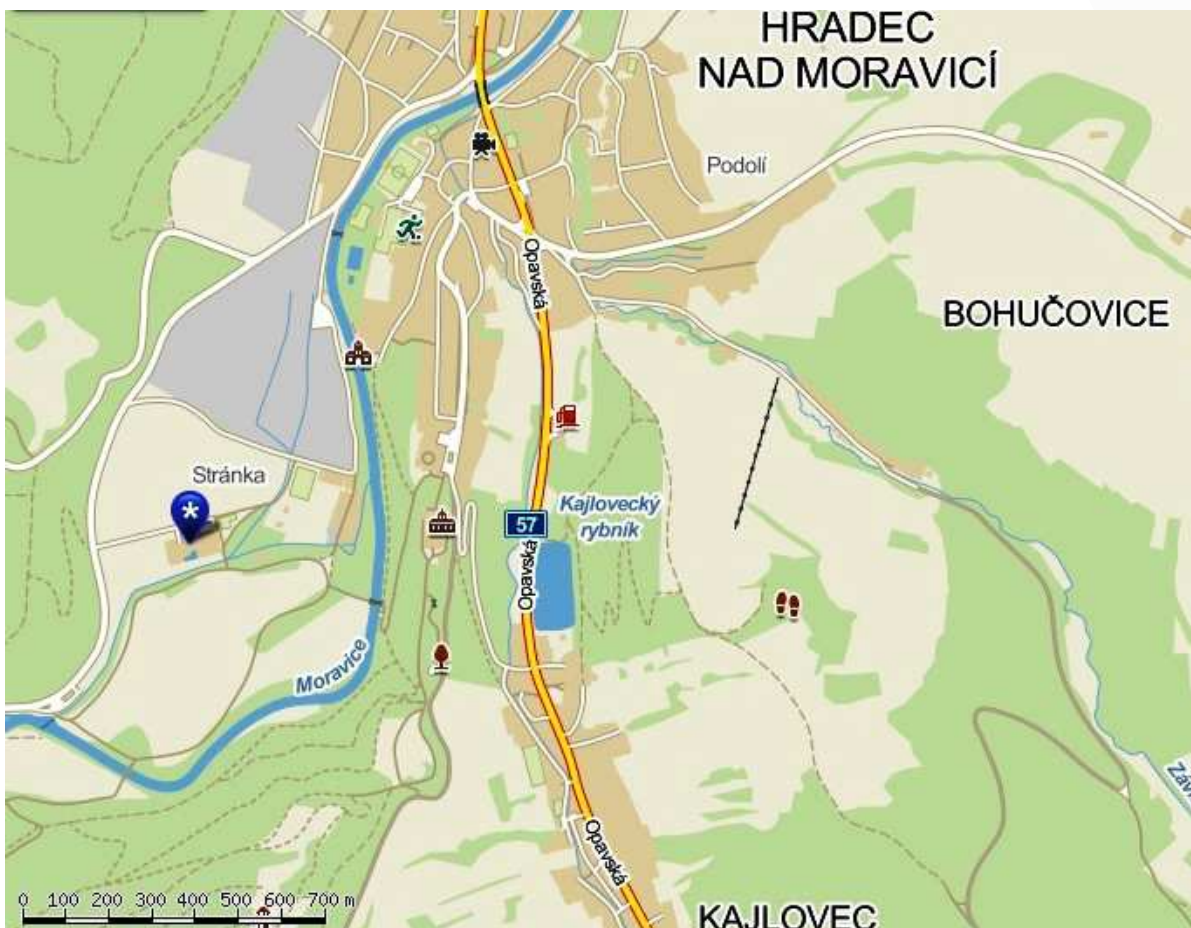 HRADEC
NAD MORAVICÍ
Podolí
Opavská
BOHUČOVICE
Stránka
*
57
Kajlovecký
rybník
Opavská
Moravice
Opavská
0 100 200 300 400 500 600 700 m
KAJLOVEC